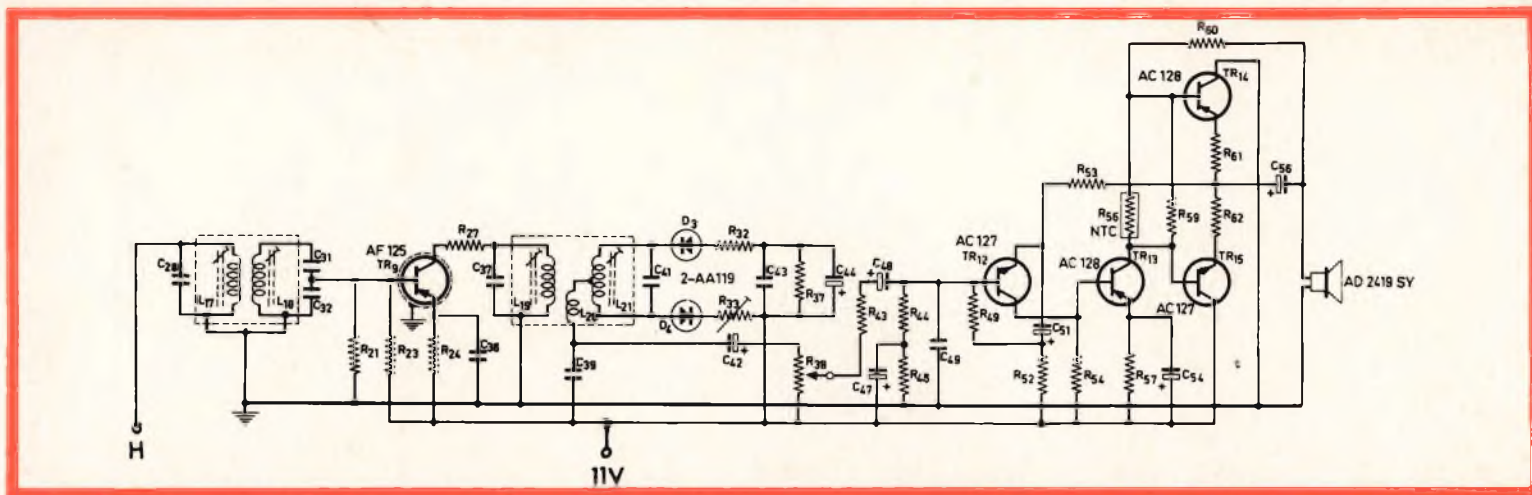 R60
AC 128
TR14
R61
C56
+
R53
R27
D3
R32
R56
NTC
R59
R62
C31
AF 125
AC 127
C28
TR9
C37
C41
2-AA119
C43
C44
+
C48
TR12
AC 128
TR13
TR15
AD 2419 SY
L17
L18
C32
L19
L21
R37
R33
R43
R44
R49
C51
+
AC 127
L20
D4
R21
R23
R24
C36
C39
C42
+
R38
C47
+
R45
C49
R52
R54
R57
C54
+
H
11V